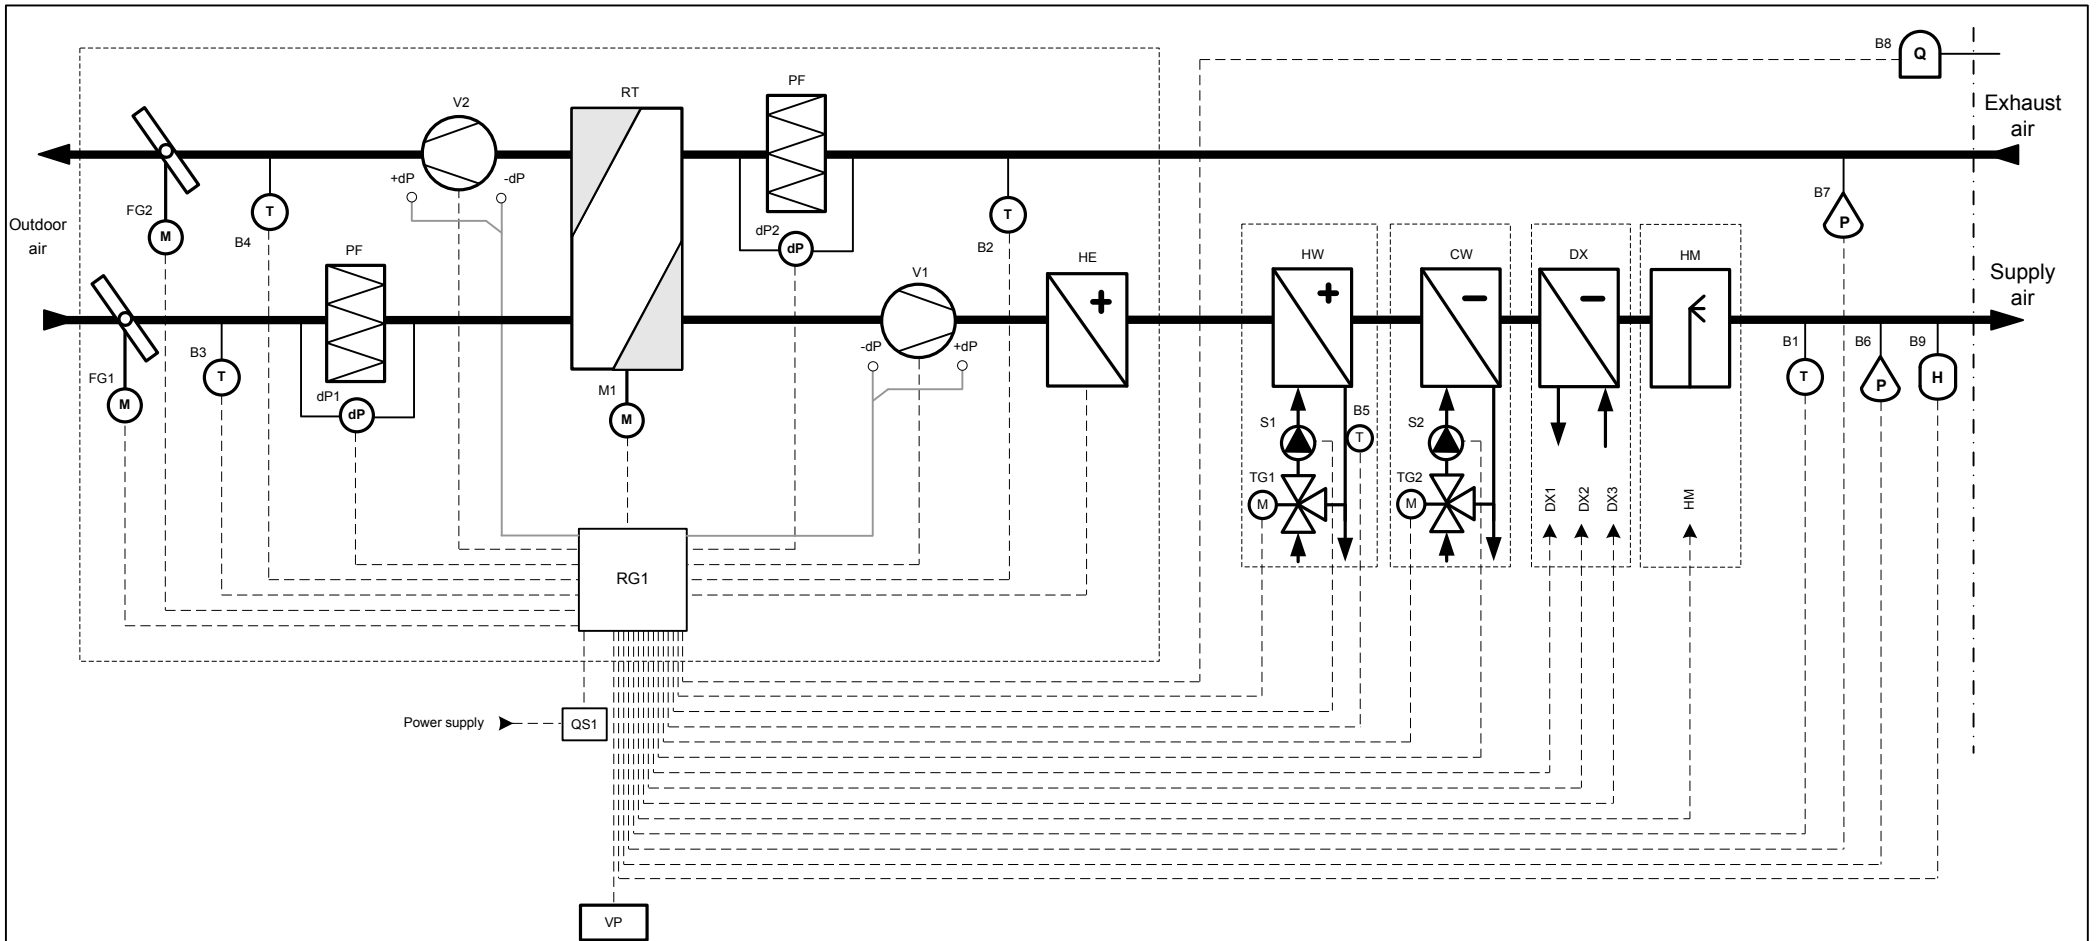 B8
Q
Exhaust
air
V2
RT
PF
+dP
-dP
FG2
M
B4
T
dP2
dP
B2
T
B7
P
Outdoor
air
PF
V1
HE
+
HW
+
CW
−
DX
−
HM
Supply
air
FG1
M
B3
T
dP1
dP
M1
M
-dP
+dP
B1
T
B6
P
B9
H
S1
B5
T
S2
TG1
M
TG2
M
DX1
DX2
DX3
HM
RG1
Power supply
QS1
VP